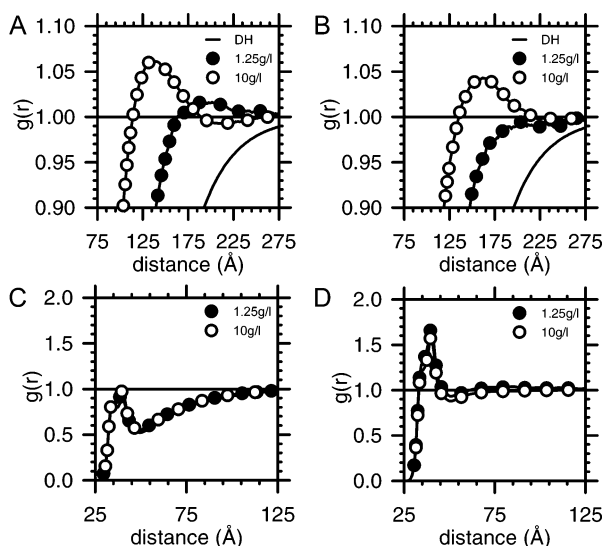 A
B
1.10
1.05
1.00
0.95
0.90
g(r)
DH
1.25g/l
10g/l
75 125 175 225 275
distance (Å)
1.10
1.05
1.00
0.95
0.90
g(r)
DH
1.25g/l
10g/l
75 125 175 225 275
distance (Å)
C
D
2.0
1.5
1.0
0.5
0.0
g(r)
1.25g/l
10g/l
25 75 125
distance (Å)
2.0
1.5
1.0
0.5
0.0
g(r)
1.25g/l
10g/l
25 75 125
distance (Å)